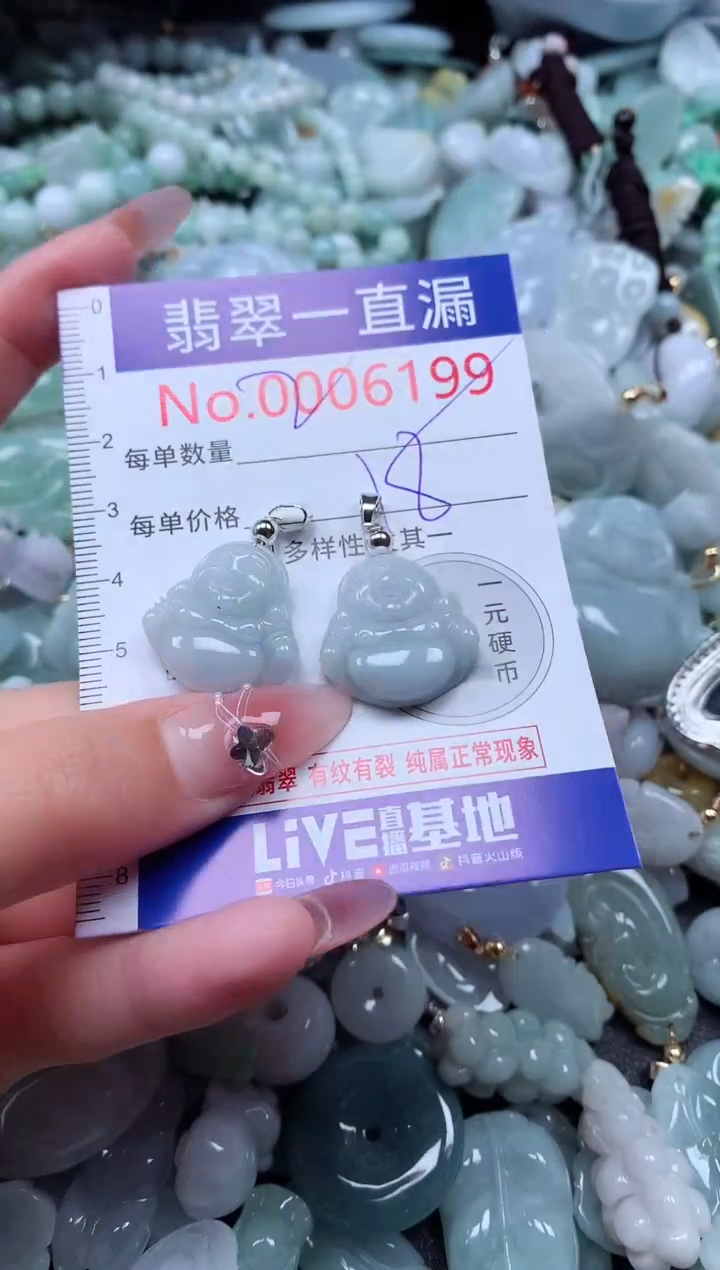 0
翡翠一直漏
1
No.0006199
2
每单数量
18
3
每单价格
多样性 其一
4
一元硬币
5
翡翠 有纹有裂 纯属正常现象
LiVE直播基地
8
今日头条 抖音 西瓜视频 抖音火山版